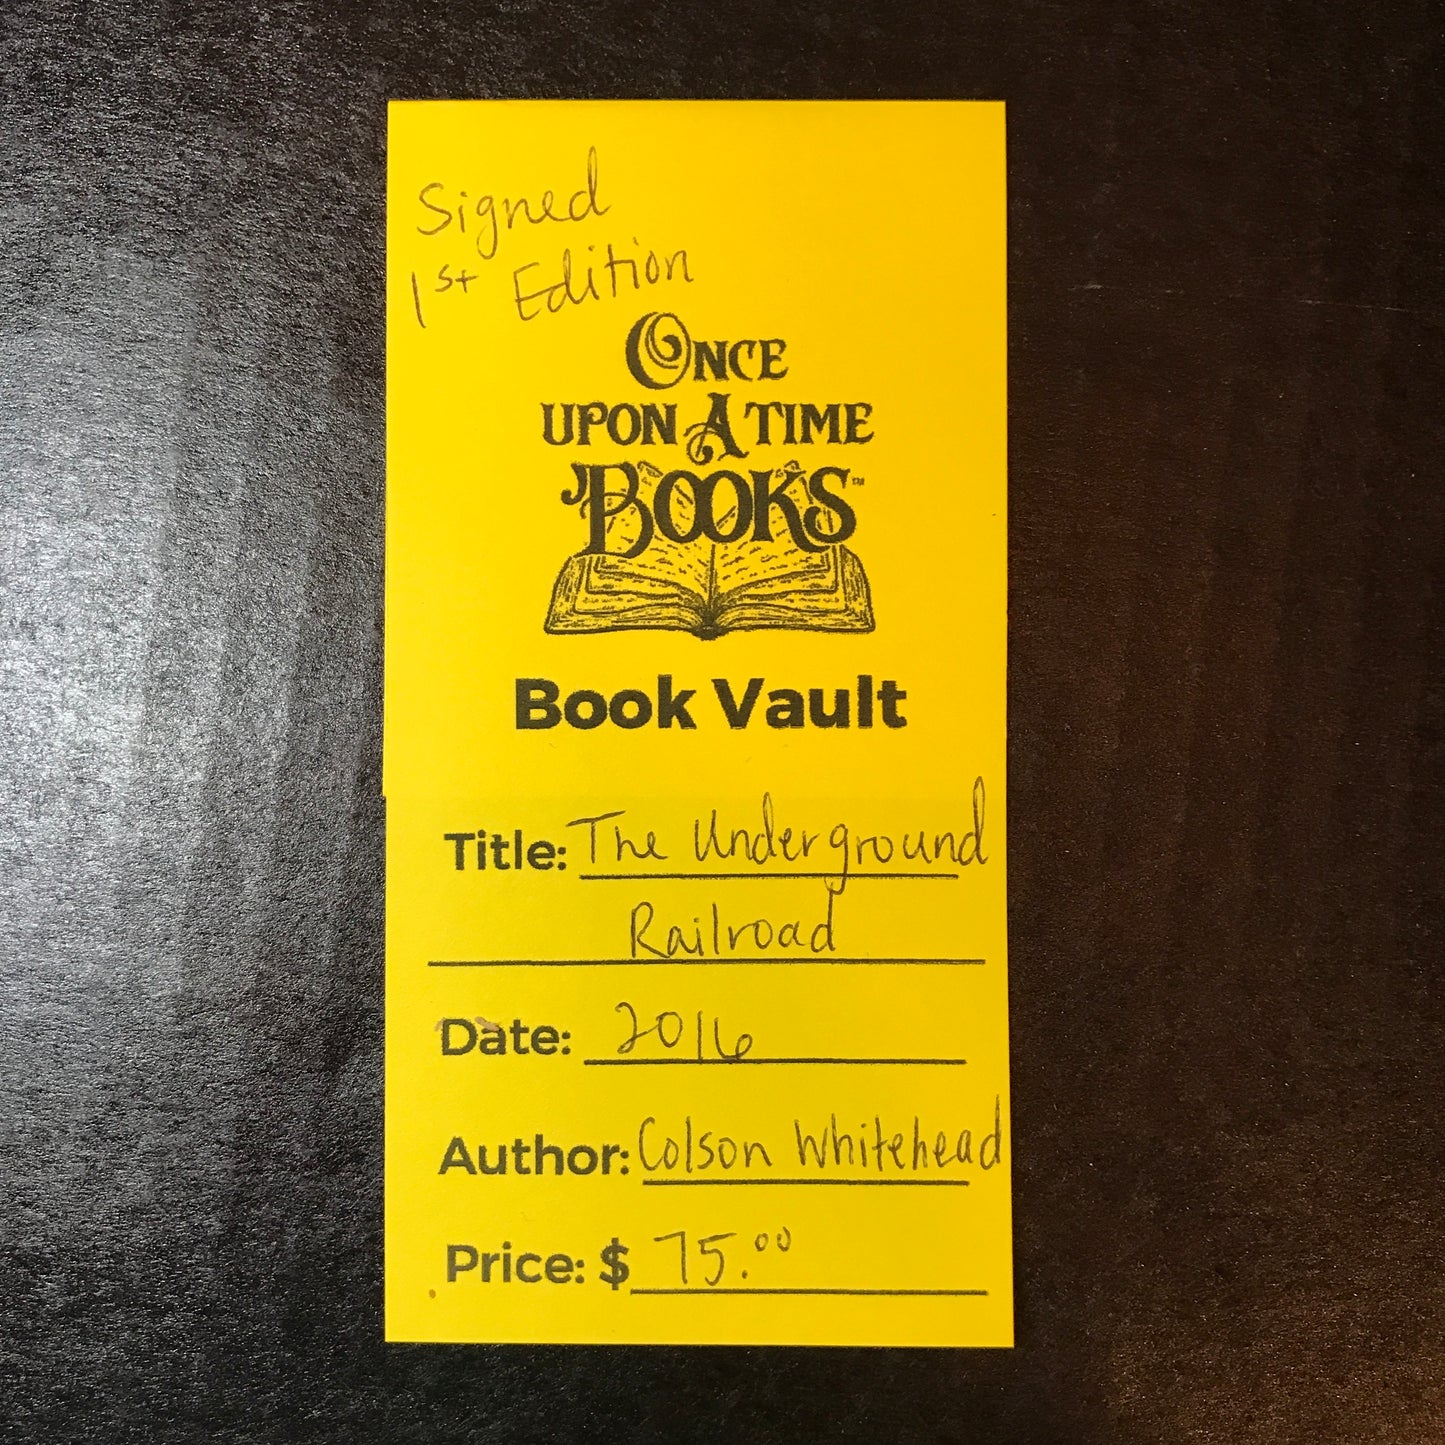 Signed
1st Edition
ONCE
UPON A TIME
BOOKS™
Book Vault
Title: The Underground
Railroad
Date: 2016
Author: Colson Whitehead
Price: $ 75.00